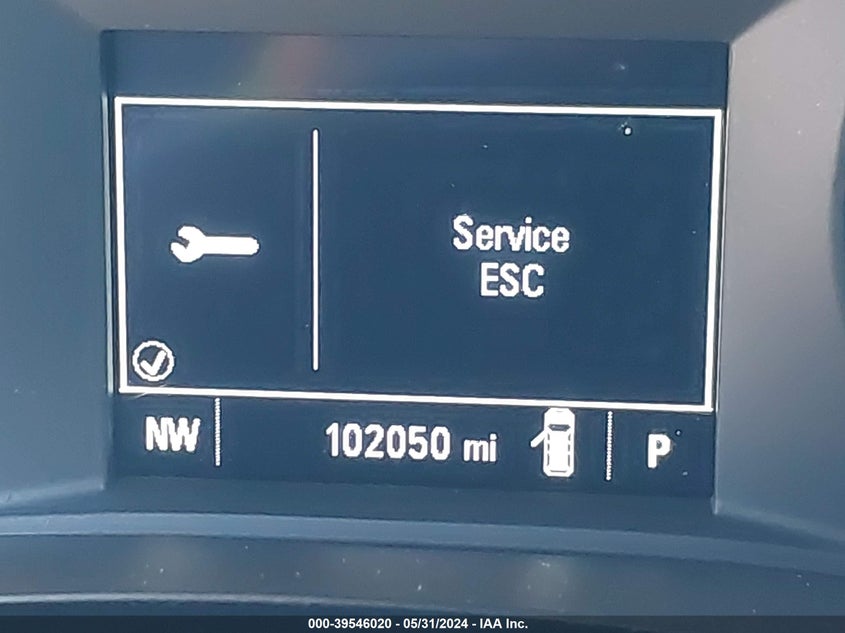 Service
ESC
NW 102050 mi P
000-39546020 - 05/31/2024 - IAA Inc.